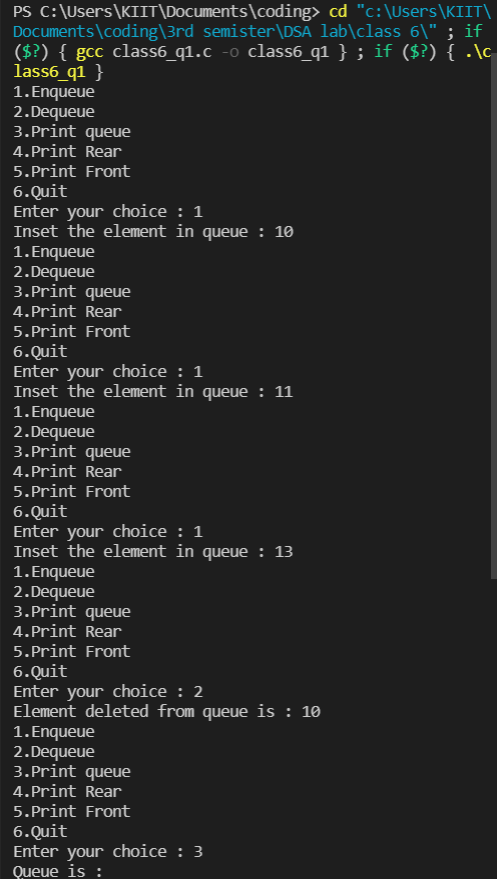 PS C:\Users\KIIT\Documents\coding> cd "c:\Users\KIIT\
Documents\coding\3rd semister\DSA lab\class 6\" ; if
($?) { gcc class6_q1.c -o class6_q1 } ; if ($?) { .\c
lass6_q1 }
1.Enqueue
2.Dequeue
3.Print queue
4.Print Rear
5.Print Front
6.Quit
Enter your choice : 1
Inset the element in queue : 10
1.Enqueue
2.Dequeue
3.Print queue
4.Print Rear
5.Print Front
6.Quit
Enter your choice : 1
Inset the element in queue : 11
1.Enqueue
2.Dequeue
3.Print queue
4.Print Rear
5.Print Front
6.Quit
Enter your choice : 1
Inset the element in queue : 13
1.Enqueue
2.Dequeue
3.Print queue
4.Print Rear
5.Print Front
6.Quit
Enter your choice : 2
Element deleted from queue is : 10
1.Enqueue
2.Dequeue
3.Print queue
4.Print Rear
5.Print Front
6.Quit
Enter your choice : 3
Queue is :